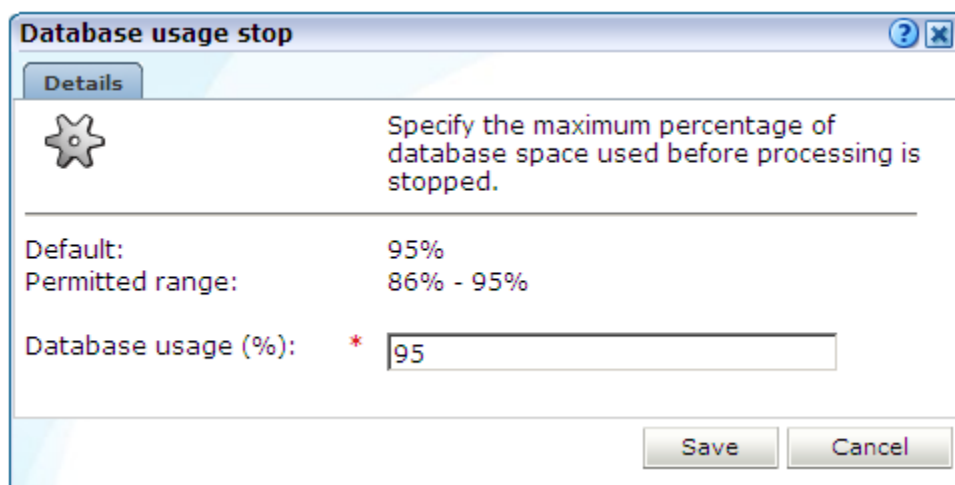 Database usage stop
Details
Specify the maximum percentage of
database space used before processing is
stopped.
Default: 95%
Permitted range: 86% - 95%
Database usage (%): * 95
Save Cancel